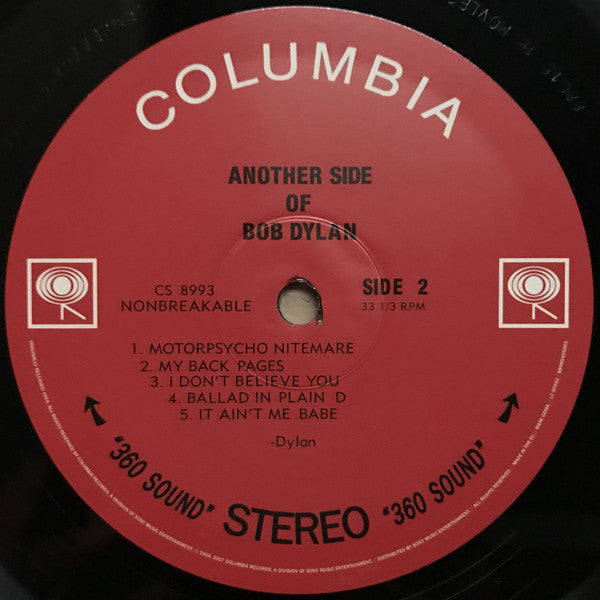 COLUMBIA
ANOTHER SIDE
OF
BOB DYLAN
CS 8993
NONBREAKABLE
SIDE 2
33 1/3 RPM
1. MOTORPSYCHO NITEMARE
2. MY BACK PAGES
3. I DON'T BELIEVE YOU
4. BALLAD IN PLAIN D
5. IT AIN'T ME BABE
-Dylan
"360 SOUND" STEREO "360 SOUND"